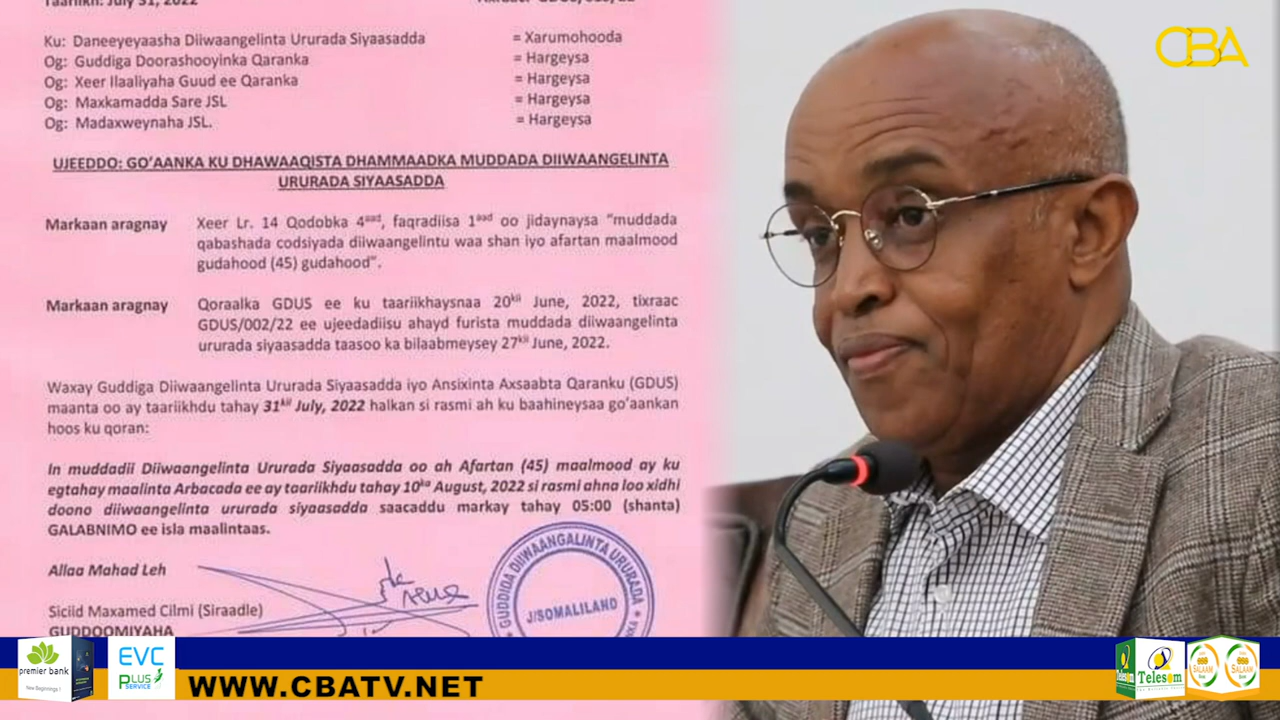 Taariikh: July 31, 2022
Ku: Daneeyeyaasha Diiwaangelinta Ururada Siyaasadda = Xarumohooda
Og: Guddiga Doorashooyinka Qaranka = Hargeysa
Og: Xeer Ilaaliyaha Guud ee Qaranka = Hargeysa
Og: Maxkamadda Sare JSL = Hargeysa
Og: Madaxweynaha JSL. = Hargeysa
UJEEDDO: GO'AANKA KU DHAWAAQISTA DHAMMAADKA MUDDADA DIIWAANGELINTA
URURADA SIYAASADDA
Markaan aragnay Xeer Lr. 14 Qodobka 4aad, faqradiisa 1aad oo jidaynaysa "muddada
qabashada codsiyada diiwaangelintu waa shan iyo afartan maalmood
gudahood (45) gudahood".
Markaan aragnay Qoraalka GDUS ee ku taariikhaysnaa 20kii June, 2022, tixraac
GDUS/002/22 ee ujeedadiisu ahayd furista muddada diiwaangelinta
ururada siyaasadda taasoo ka bilaabmeysey 27kii June, 2022.
Waxay Guddiga Diiwaangelinta Ururada Siyaasadda iyo Ansixinta Axsaabta Qaranku (GDUS)
maanta oo ay taariikhdu tahay 31kii July, 2022 halkan si rasmi ah ku baahineysaa go'aankan
hoos ku qoran:
In muddadii Diiwaangelinta Ururada Siyaasadda oo ah Afartan (45) maalmood ay ku
egtahay maalinta Arbacada ee ay taariikhdu tahay 10ka August, 2022 si rasmi ahna loo xidhi
doono diiwaangelinta ururada siyaasadda saacaddu markay tahay 05:00 (shanta)
GALABNIMO ee isla maalintaas.
Allaa Mahad Leh
Siciid Maxamed Cilmi (Siraadle)
GUDDOOMIYAHA
GUDDIDA DIIWAANGALINTA URURADA
J/SOMALILAND
CBA
premier bank
New Beginnings !
EVC
PLUS
SERVICE
WWW.CBATV.NET
Telesom
SALAAM
SALAAM